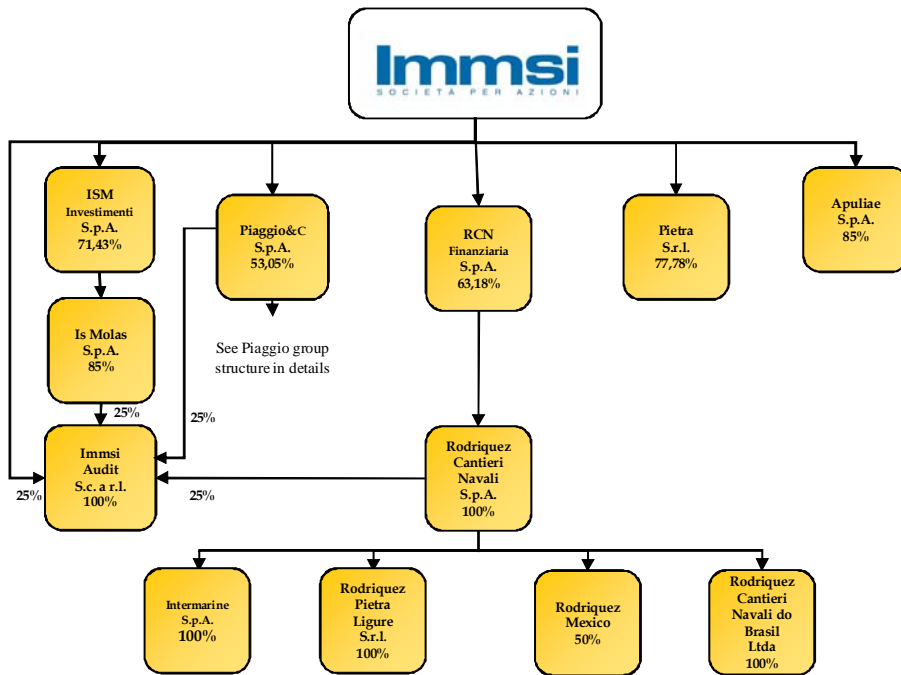 Immsi
SOCIETÀ PER AZIONI
ISM
Investimenti
S.p.A.
71,43%
Piaggio&C
S.p.A.
53,05%
RCN
Finanziaria
S.p.A.
63,18%
Pietra
S.r.l.
77,78%
Apuliae
S.p.A.
85%
Is Molas
S.p.A.
85%
See Piaggio group
structure in details
25%
25%
Immsi
Audit
S.c. a r.l.
100%
25%
25%
Rodriquez
Cantieri
Navali
S.p.A.
100%
Intermarine
S.p.A.
100%
Rodriquez
Pietra
Ligure
S.r.l.
100%
Rodriquez
Mexico
50%
Rodriquez
Cantieri
Navali do
Brasil
Ltda
100%